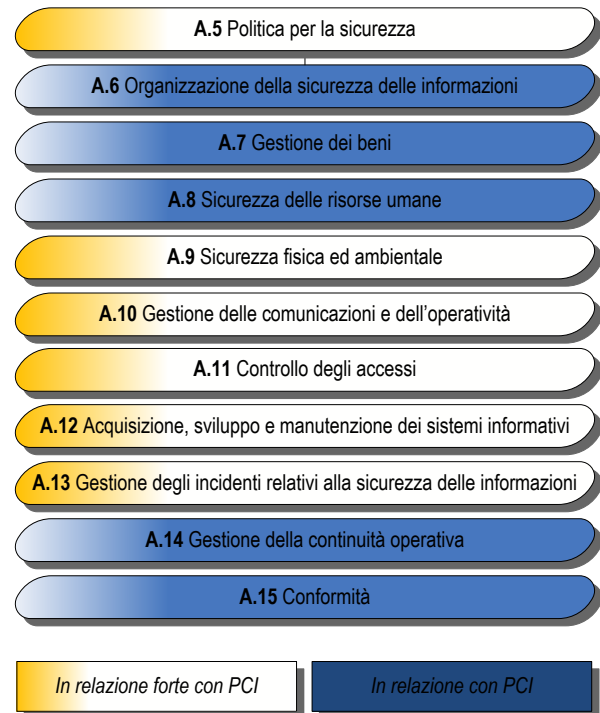 A.5 Politica per la sicurezza
A.6 Organizzazione della sicurezza delle informazioni
A.7 Gestione dei beni
A.8 Sicurezza delle risorse umane
A.9 Sicurezza fisica ed ambientale
A.10 Gestione delle comunicazioni e dell'operatività
A.11 Controllo degli accessi
A.12 Acquisizione, sviluppo e manutenzione dei sistemi informativi
A.13 Gestione degli incidenti relativi alla sicurezza delle informazioni
A.14 Gestione della continuità operativa
A.15 Conformità
In relazione forte con PCI
In relazione con PCI